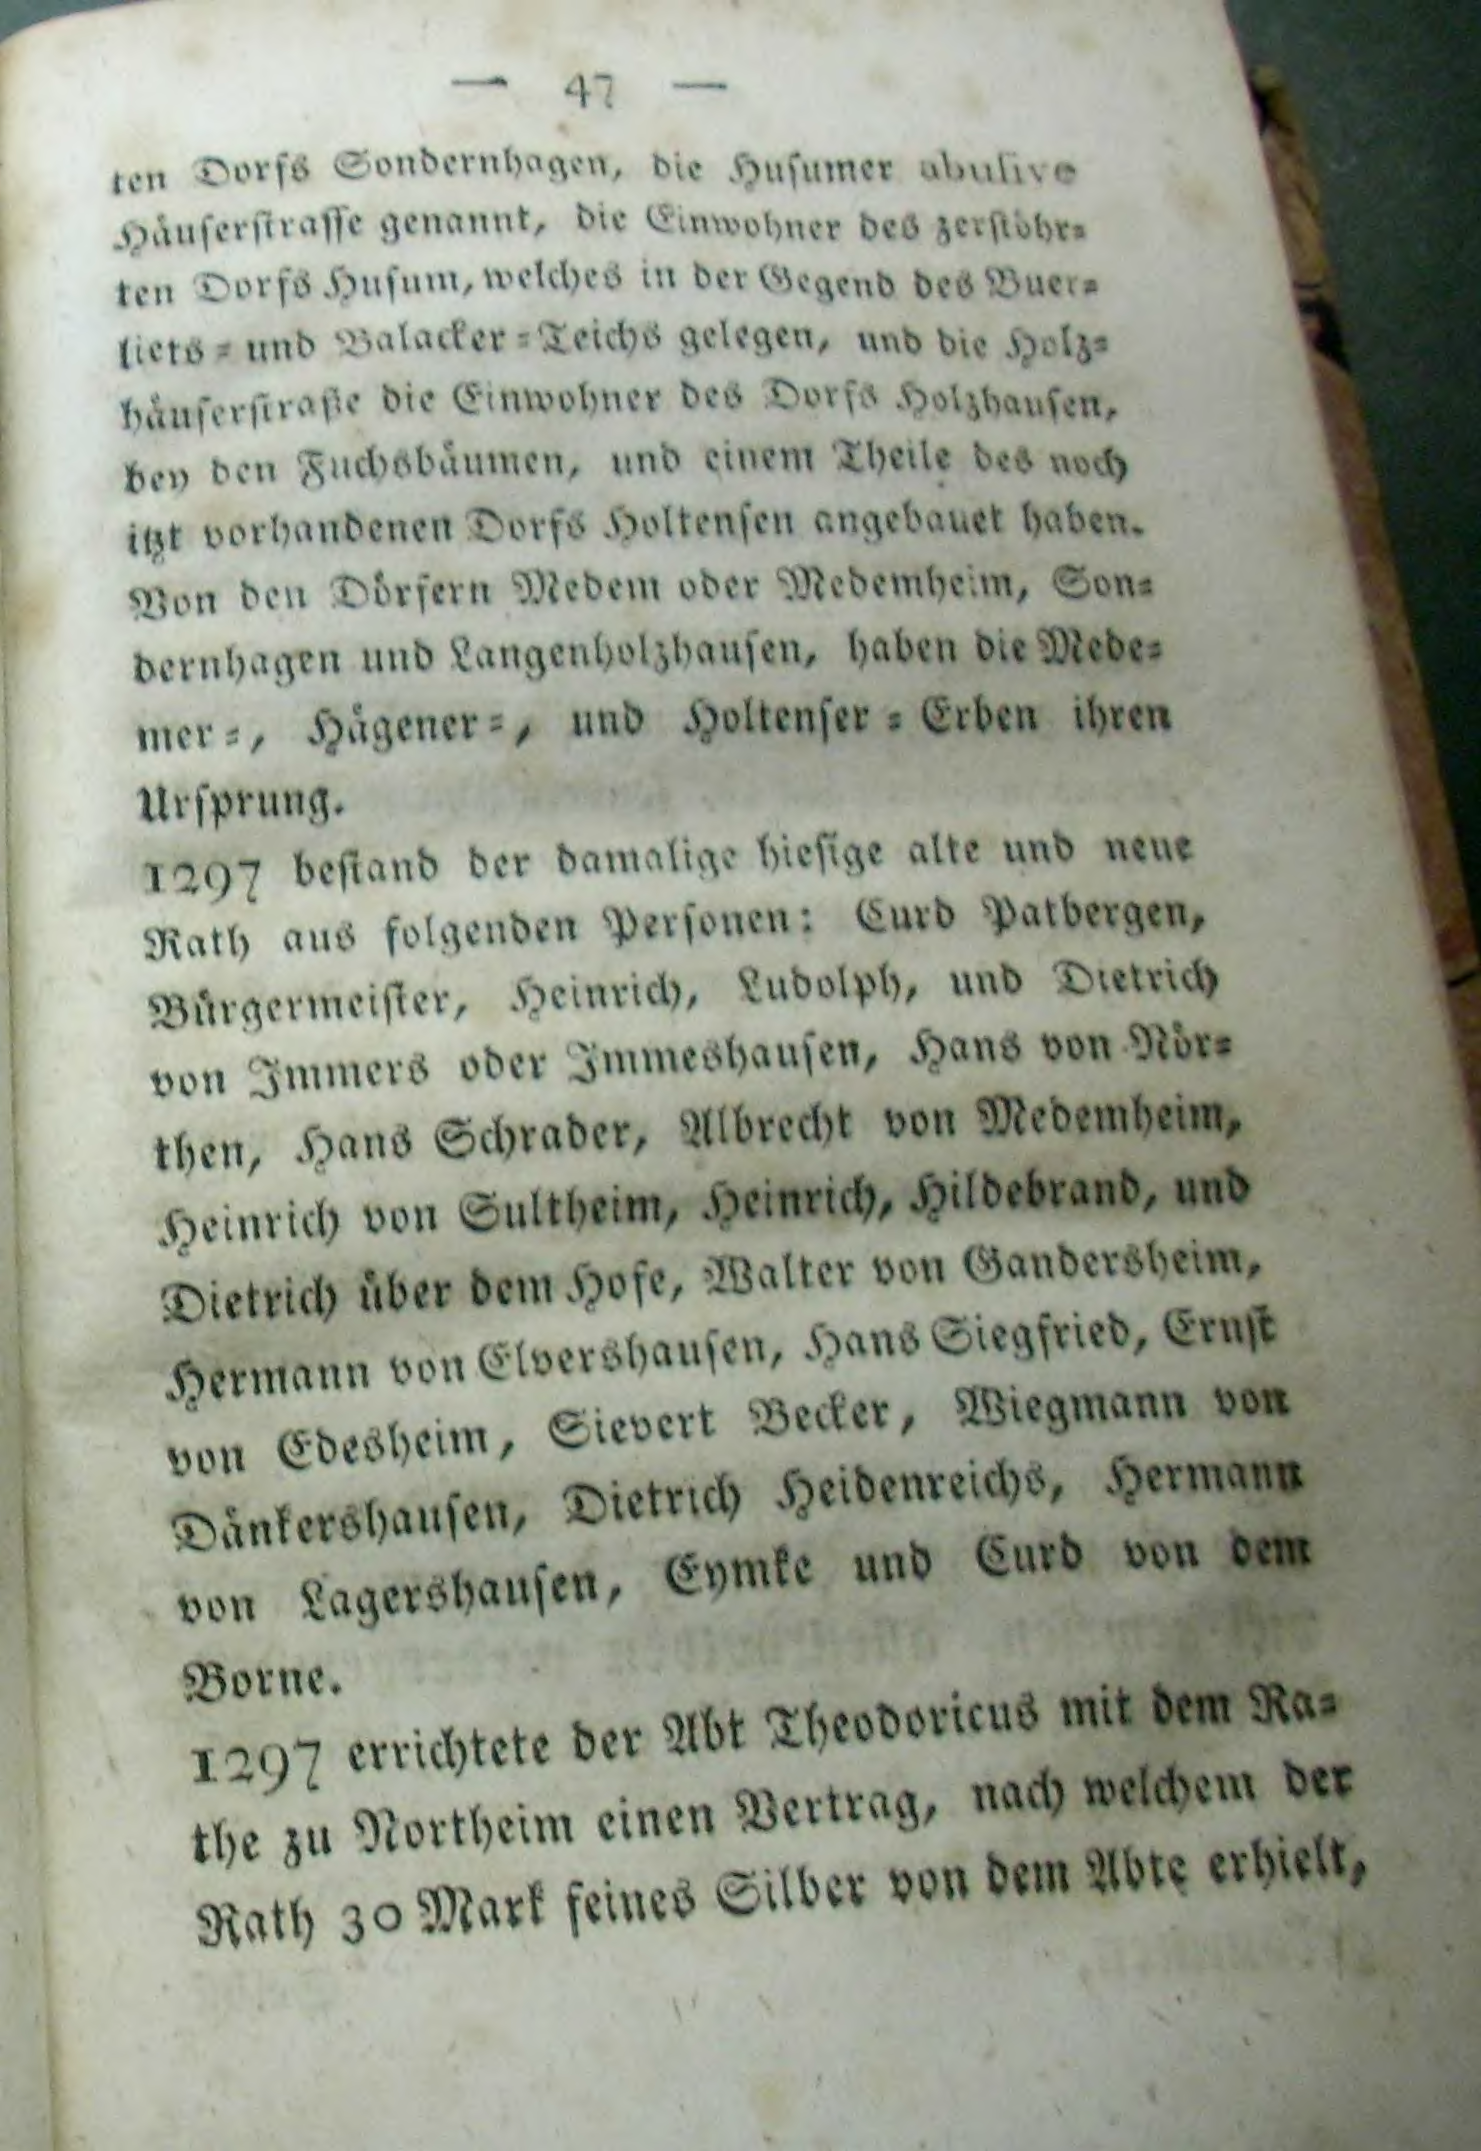 — 47 —
ten Dorfs Sondernhagen, die Husumer abusive
Häuserstrasse genannt, die Einwohner des zerstöhr=
ten Dorfs Husum, welches in der Gegend des Buer=
liets = und Balacker = Teichs gelegen, und die Holz=
häuserstraße die Einwohner des Dorfs Holzhausen,
bey den Fuchsbäumen, und einem Theile des noch
itzt vorhandenen Dorfs Holtensen angebauet haben.
Von den Dörfern Medem oder Medemheim, Son=
dernhagen und Langenholzhausen, haben die Mede=
mer=, Hägener=, und Holtenser = Erben ihren
Ursprung.
1297 bestand der damalige hiesige alte und neue
Rath aus folgenden Personen: Curd Patbergen,
Bürgermeister, Heinrich, Ludolph, und Dietrich
von Immers oder Immeshausen, Hans von Nör=
then, Hans Schrader, Albrecht von Medemheim,
Heinrich von Sultheim, Heinrich, Hildebrand, und
Dietrich über dem Hofe, Walter von Gandersheim,
Hermann von Elvershausen, Hans Siegfried, Ernst
von Edesheim, Sievert Becker, Wiegmann von
Dänkershausen, Dietrich Heidenreichs, Hermann
von Lagershausen, Eymke und Curd von dem
Borne.
1297 errichtete der Abt Theodoricus mit dem Ra=
the zu Northeim einen Vertrag, nach welchem der
Rath 30 Mark feines Silber von dem Abte erhielt,